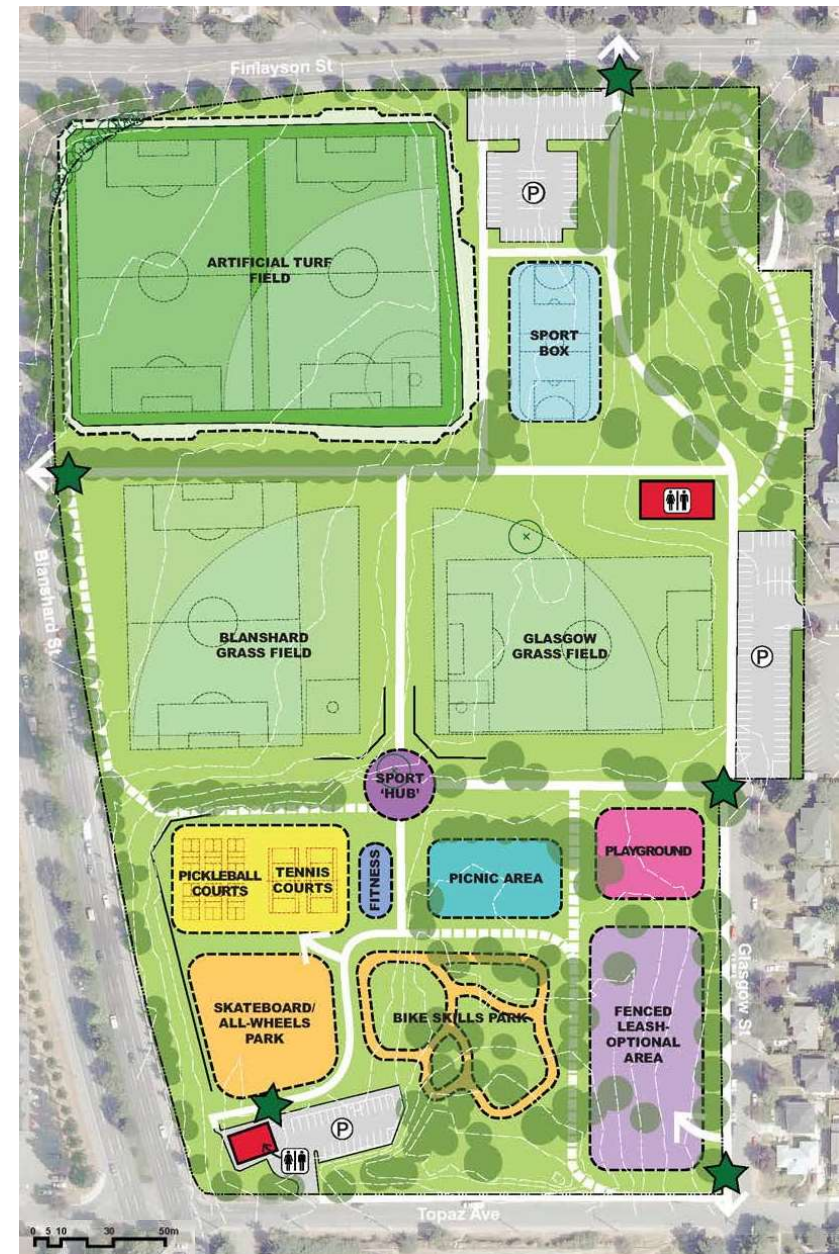 Finlayson St
P
ARTIFICIAL TURF
FIELD
SPORT
BOX
Blanshard St
BLANSHARD
GRASS FIELD
GLASGOW
GRASS FIELD
P
SPORT
'HUB'
PICKLEBALL
COURTS
TENNIS
COURTS
FITNESS
PICNIC AREA
PLAYGROUND
SKATEBOARD/
ALL-WHEELS
PARK
BIKE SKILLS PARK
FENCED
LEASH-
OPTIONAL
AREA
Glasgow St
P
Topaz Ave
0 5 10 30 50m